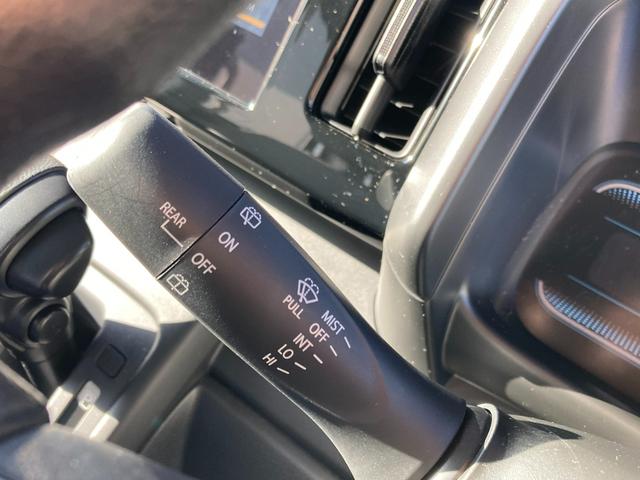 REAR
ON
OFF
PULL
MIST
OFF
INT
LO
HI